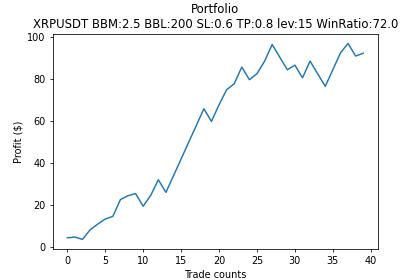 Portfolio
XRPUSDT BBM:2.5 BBL:200 SL:0.6 TP:0.8 lev:15 WinRatio:72.0
100
80
60
40
20
0
Profit ($)
0 5 10 15 20 25 30 35 40
Trade counts